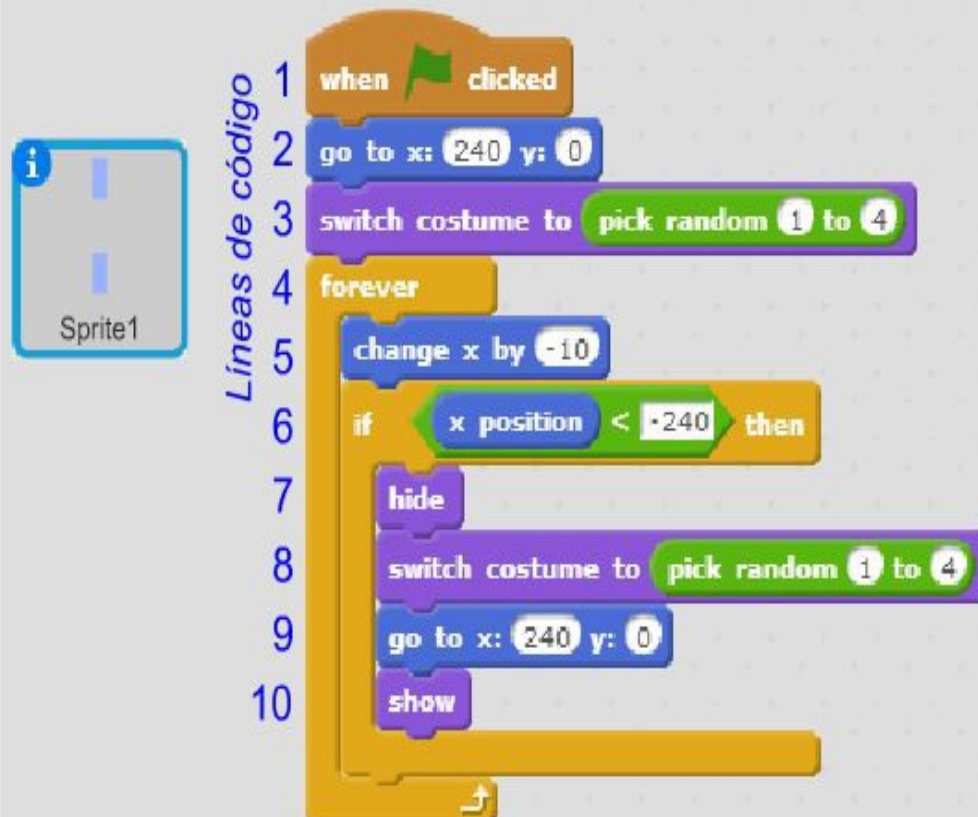 Líneas de código
i
Sprite1
1 when clicked
2 go to x: 240 y: 0
3 switch costume to pick random 1 to 4
4 forever
5 change x by -10
6 if x position < -240 then
7 hide
8 switch costume to pick random 1 to 4
9 go to x: 240 y: 0
10 show